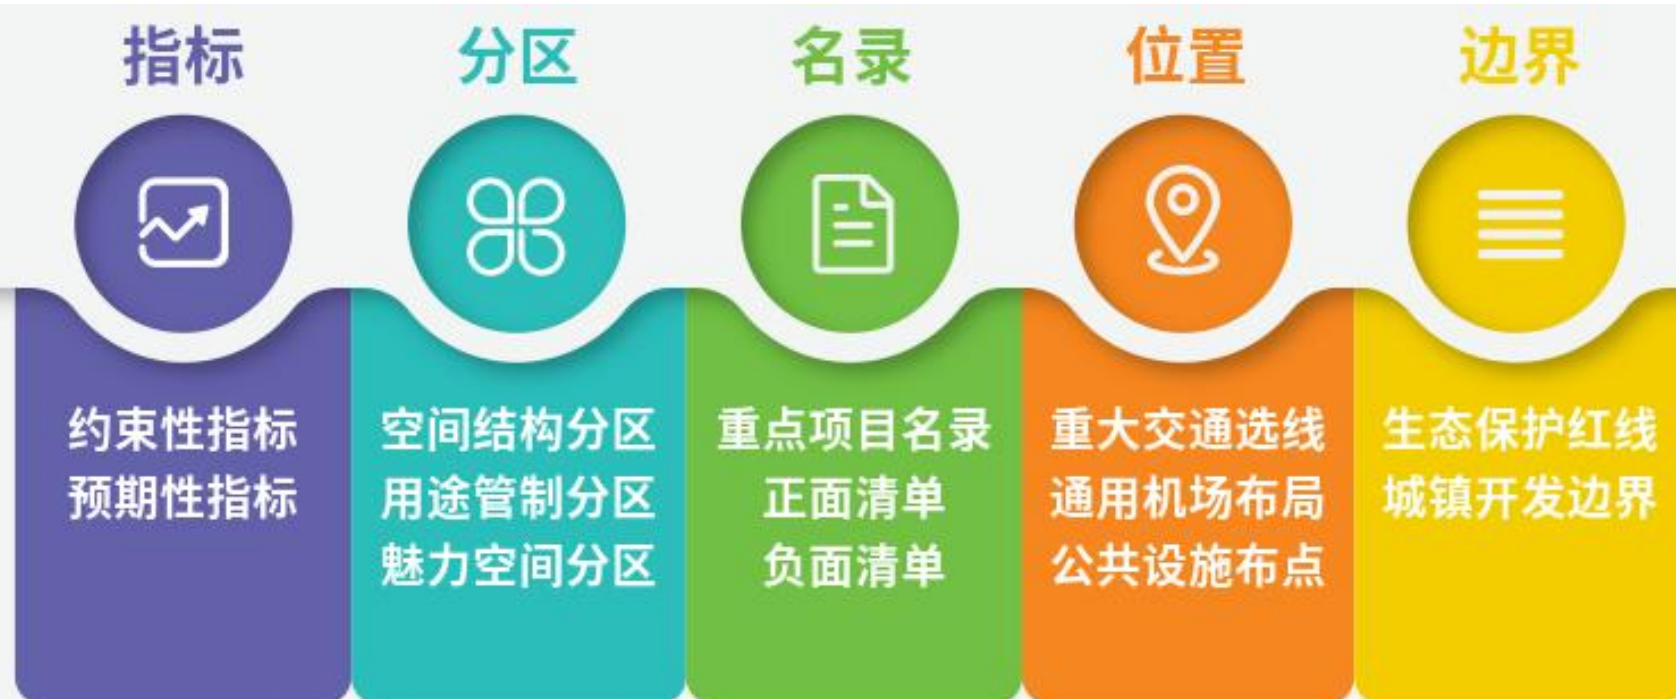 指标
约束性指标
预期性指标
分区
空间结构分区
用途管制分区
魅力空间分区
名录
重点项目名录
正面清单
负面清单
位置
重大交通选线
通用机场布局
公共设施布点
边界
生态保护红线
城镇开发边界